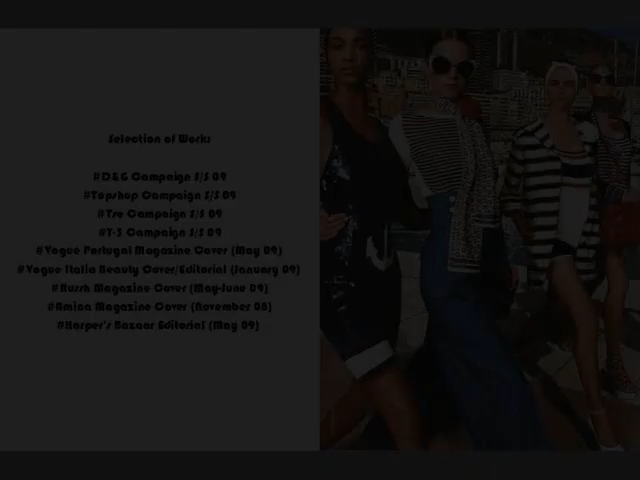 Selection of Works
#D&G Campaign S/S 09
#Topshop Campaign S/S 09
#Tse Campaign S/S 09
#T-3 Campaign S/S 09
#Vogue Portugal Magazine Cover (May 09)
#Vogue Italia Beauty Cover/Editorial (January 09)
#Russh Magazine Cover (May-June 09)
#Amica Magazine Cover (November 08)
#Harper's Bazaar Editorial (May 09)